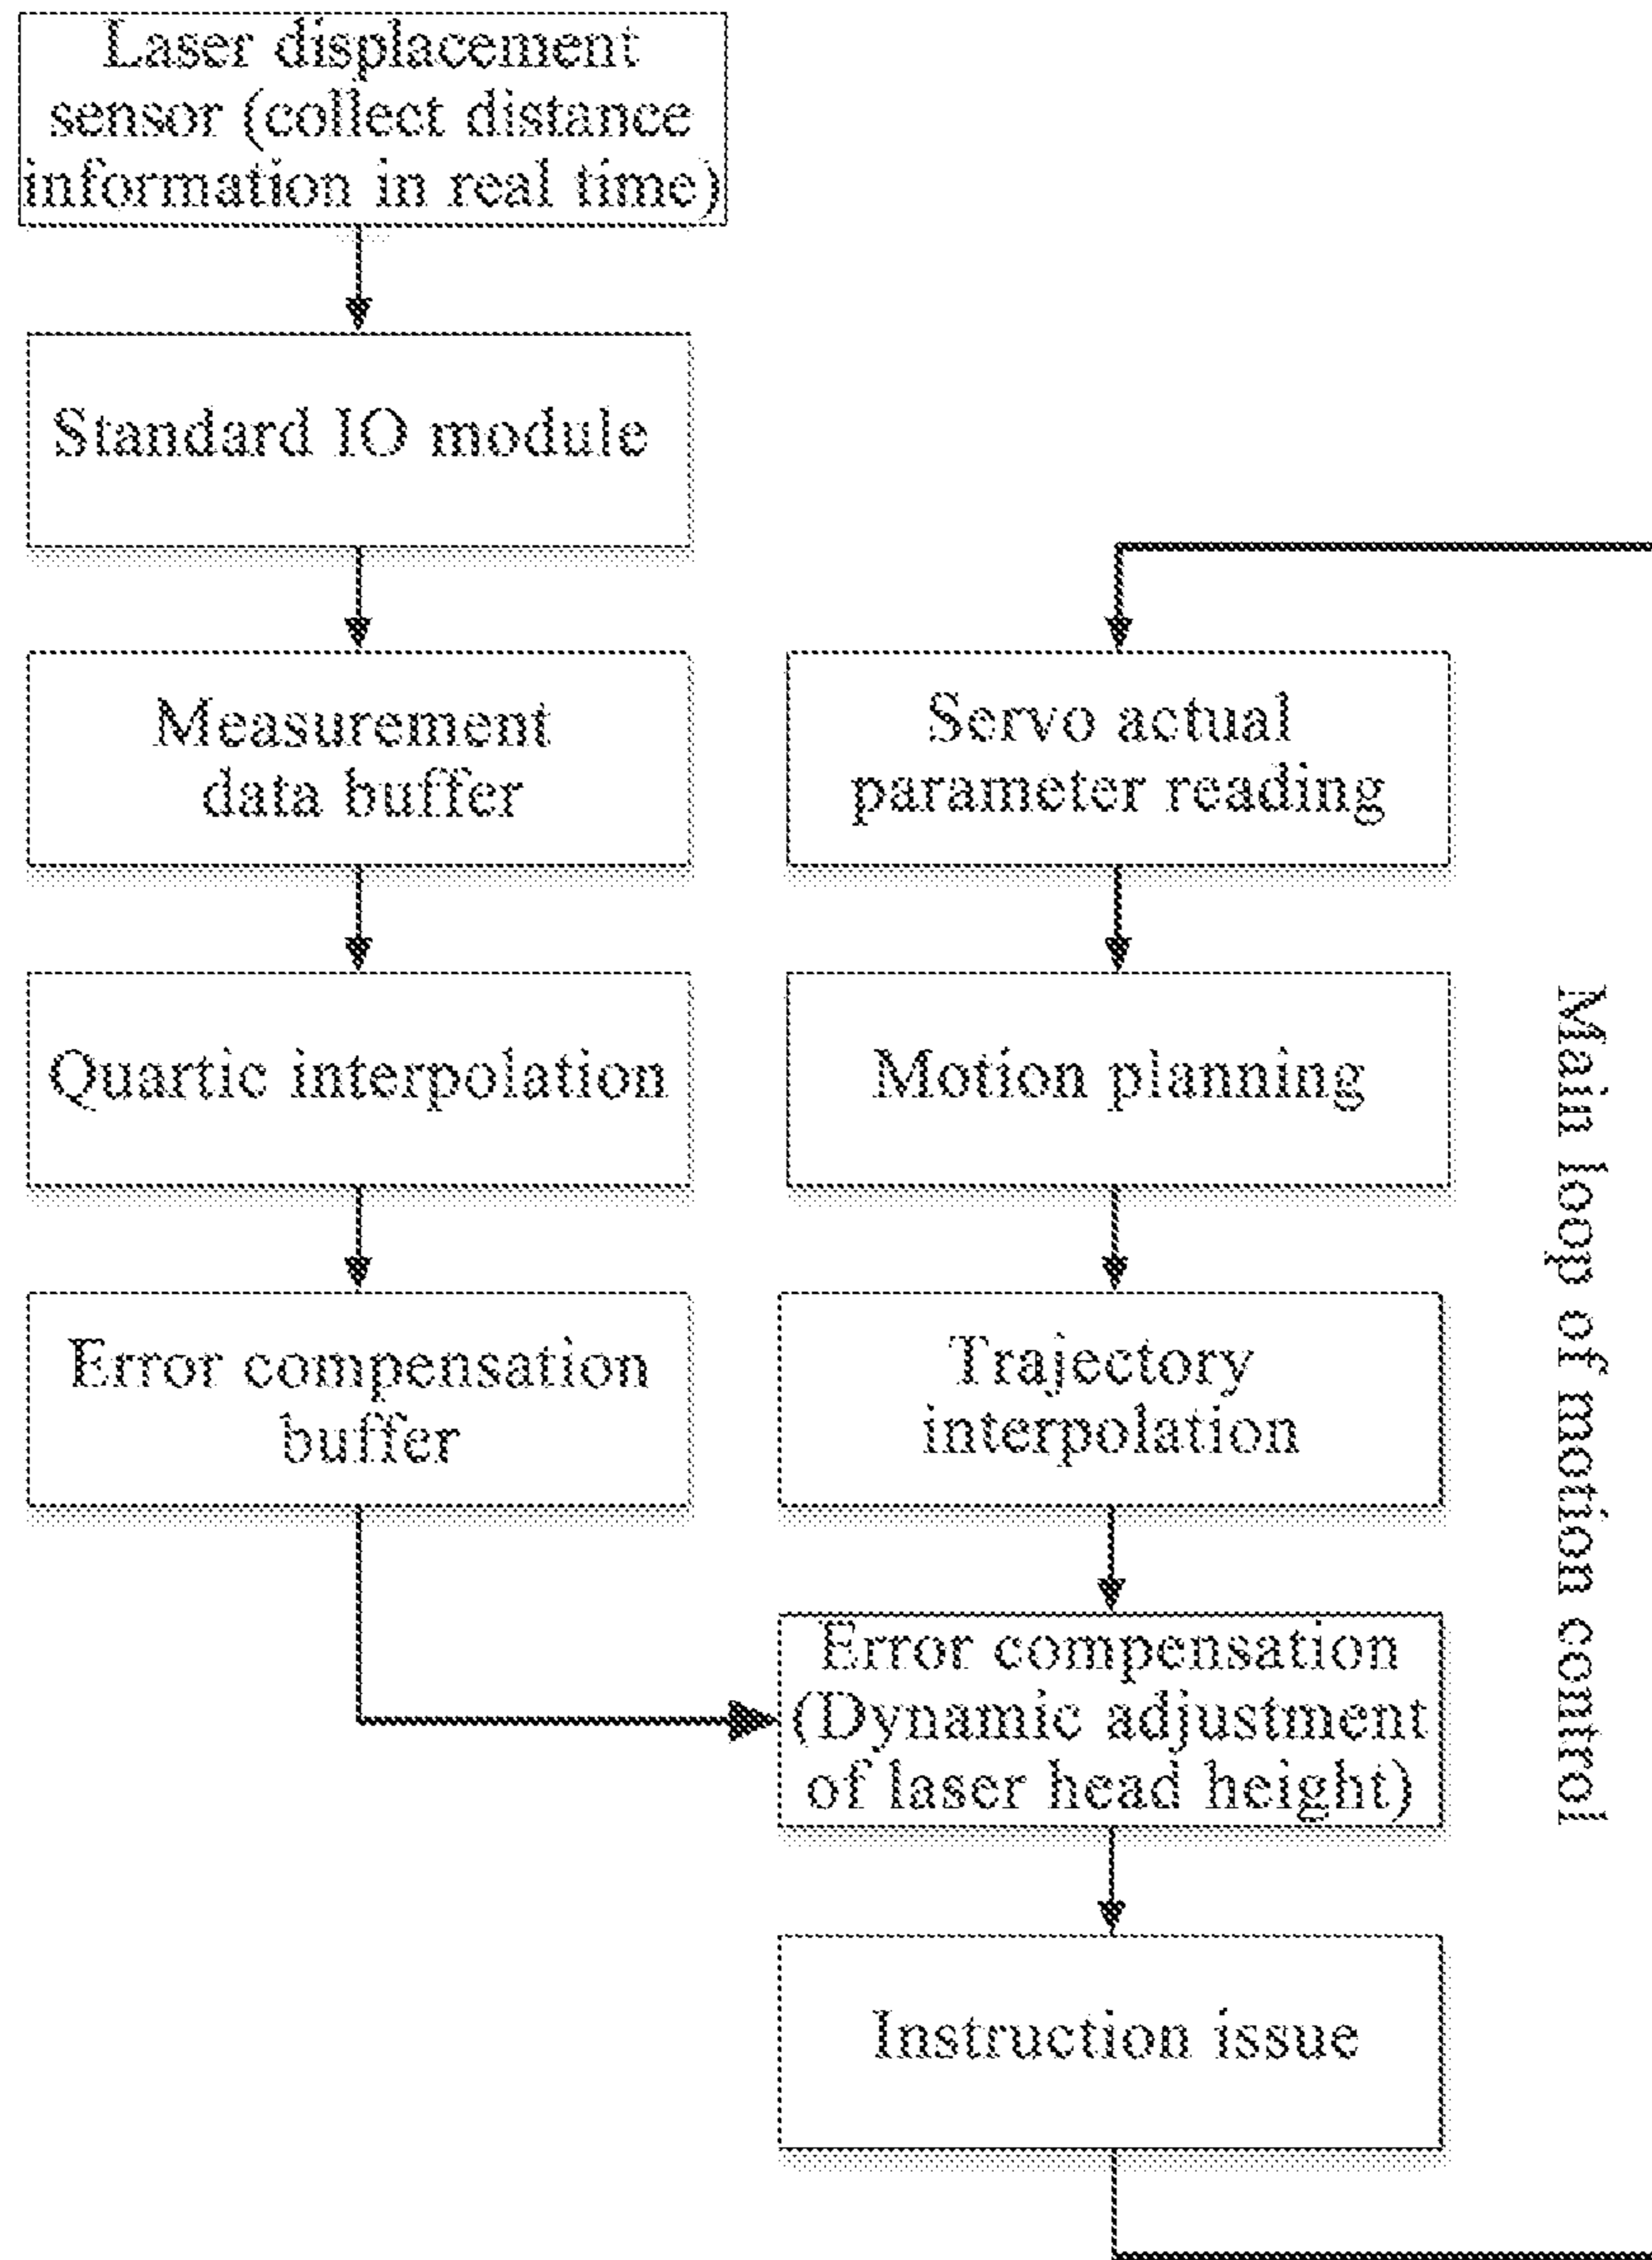 Laser displacement
sensor (collect distance
information in real time)
Standard IO module
Measurement
data buffer
Quartic interpolation
Error compensation
buffer
Servo actual
parameter reading
Motion planning
Trajectory
interpolation
Error compensation
(Dynamic adjustment
of laser head height)
Instruction issue
Main loop of motion control